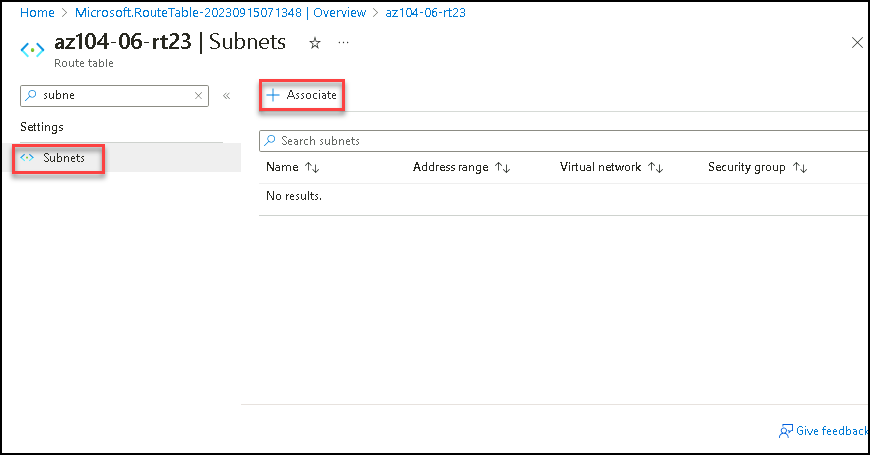 Home > Microsoft.RouteTable-20230915071348 | Overview > az104-06-rt23
az104-06-rt23 | Subnets ☆ ···
Route table
subne
Associate
Settings
Search subnets
Subnets
Name ↑↓ Address range ↑↓ Virtual network ↑↓ Security group ↑↓
No results.
Give feedback